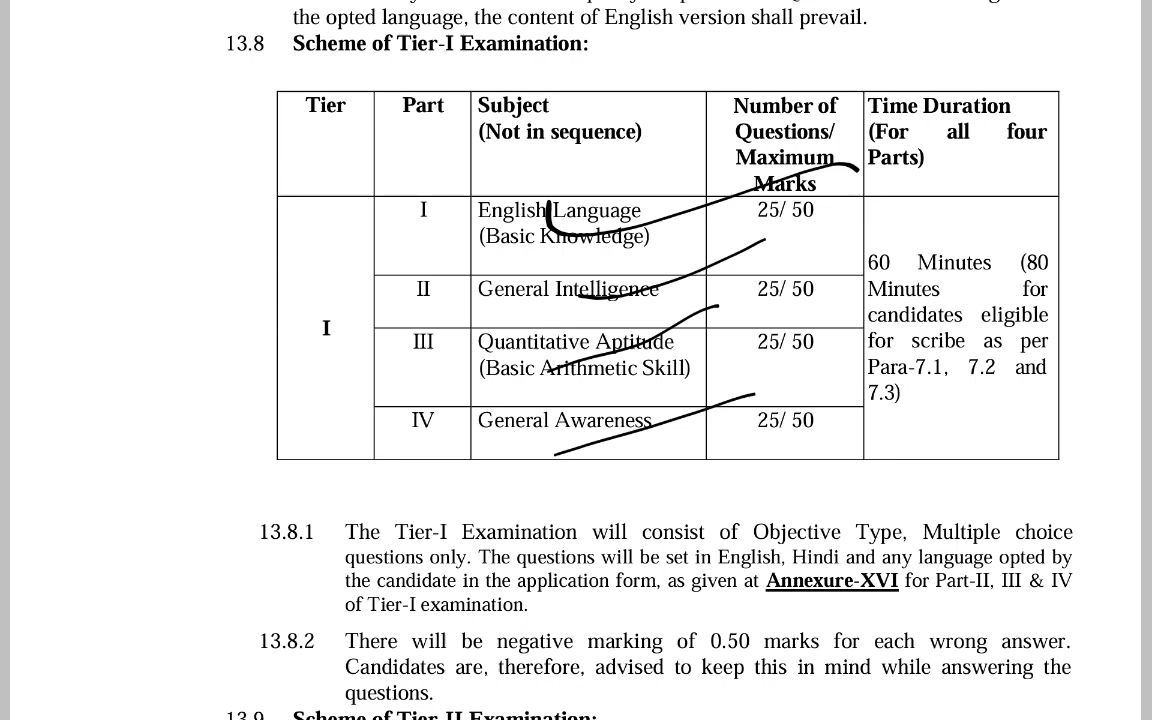 the opted language, the content of English version shall prevail.
13.8 Scheme of Tier-I Examination:
Tier
Part
Subject
(Not in sequence)
Number of
Questions/
Maximum
Marks
Time Duration
(For all four
Parts)
I
I
English Language
(Basic Knowledge)
25/ 50
II
General Intelligence
25/ 50
III
Quantitative Aptitude
(Basic Arithmetic Skill)
25/ 50
IV
General Awareness
25/ 50
60 Minutes (80
Minutes for
candidates eligible
for scribe as per
Para-7.1, 7.2 and
7.3)
13.8.1 The Tier-I Examination will consist of Objective Type, Multiple choice
questions only. The questions will be set in English, Hindi and any language opted by
the candidate in the application form, as given at Annexure-XVI for Part-II, III & IV
of Tier-I examination.
13.8.2 There will be negative marking of 0.50 marks for each wrong answer.
Candidates are, therefore, advised to keep this in mind while answering the
questions.
13.9 Scheme of Tier-II Examination: